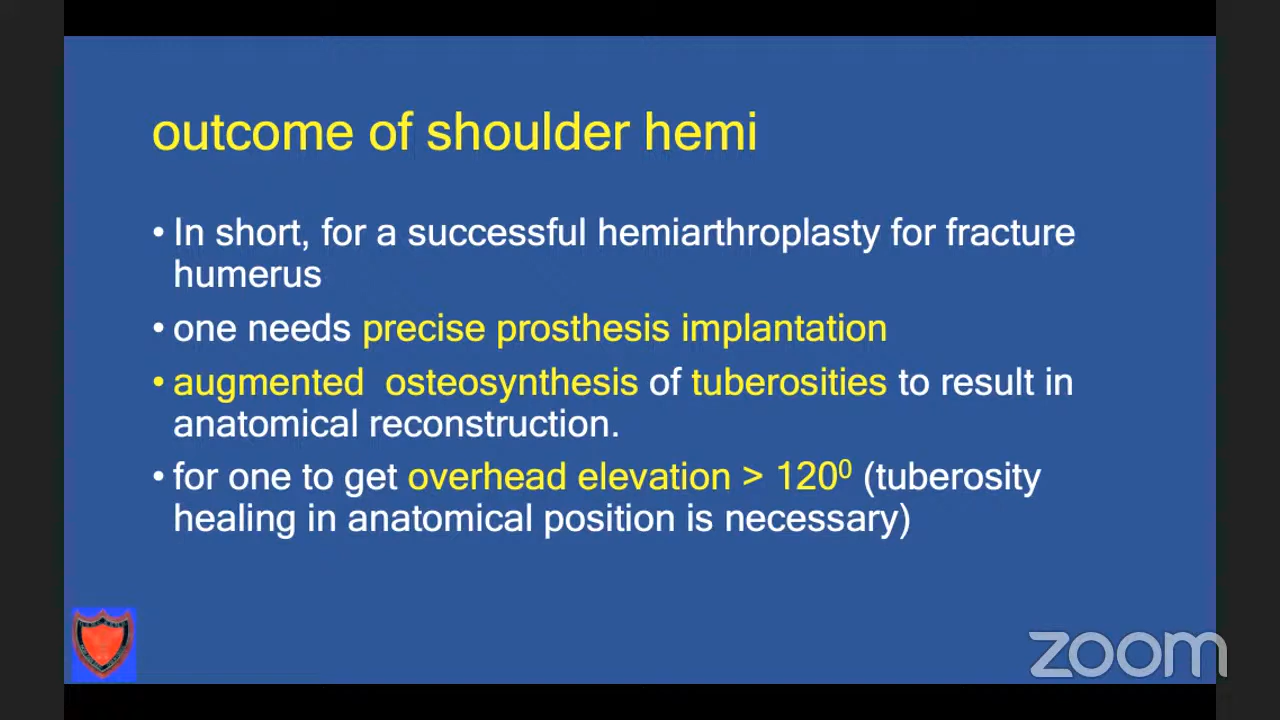 outcome of shoulder hemi
• In short, for a successful hemiarthroplasty for fracture
humerus
• one needs precise prosthesis implantation
• augmented  osteosynthesis of tuberosities to result in
anatomical reconstruction.
• for one to get overhead elevation > 120⁰ (tuberosity
healing in anatomical position is necessary)
zoom